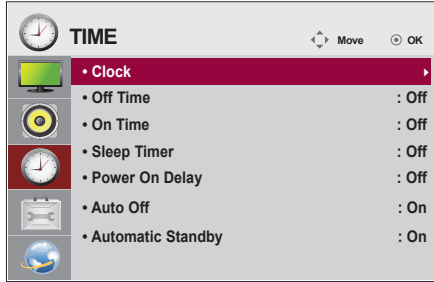 TIME Move OK
• Clock
• Off Time : Off
• On Time : Off
• Sleep Timer : Off
• Power On Delay : Off
• Auto Off : On
• Automatic Standby : On